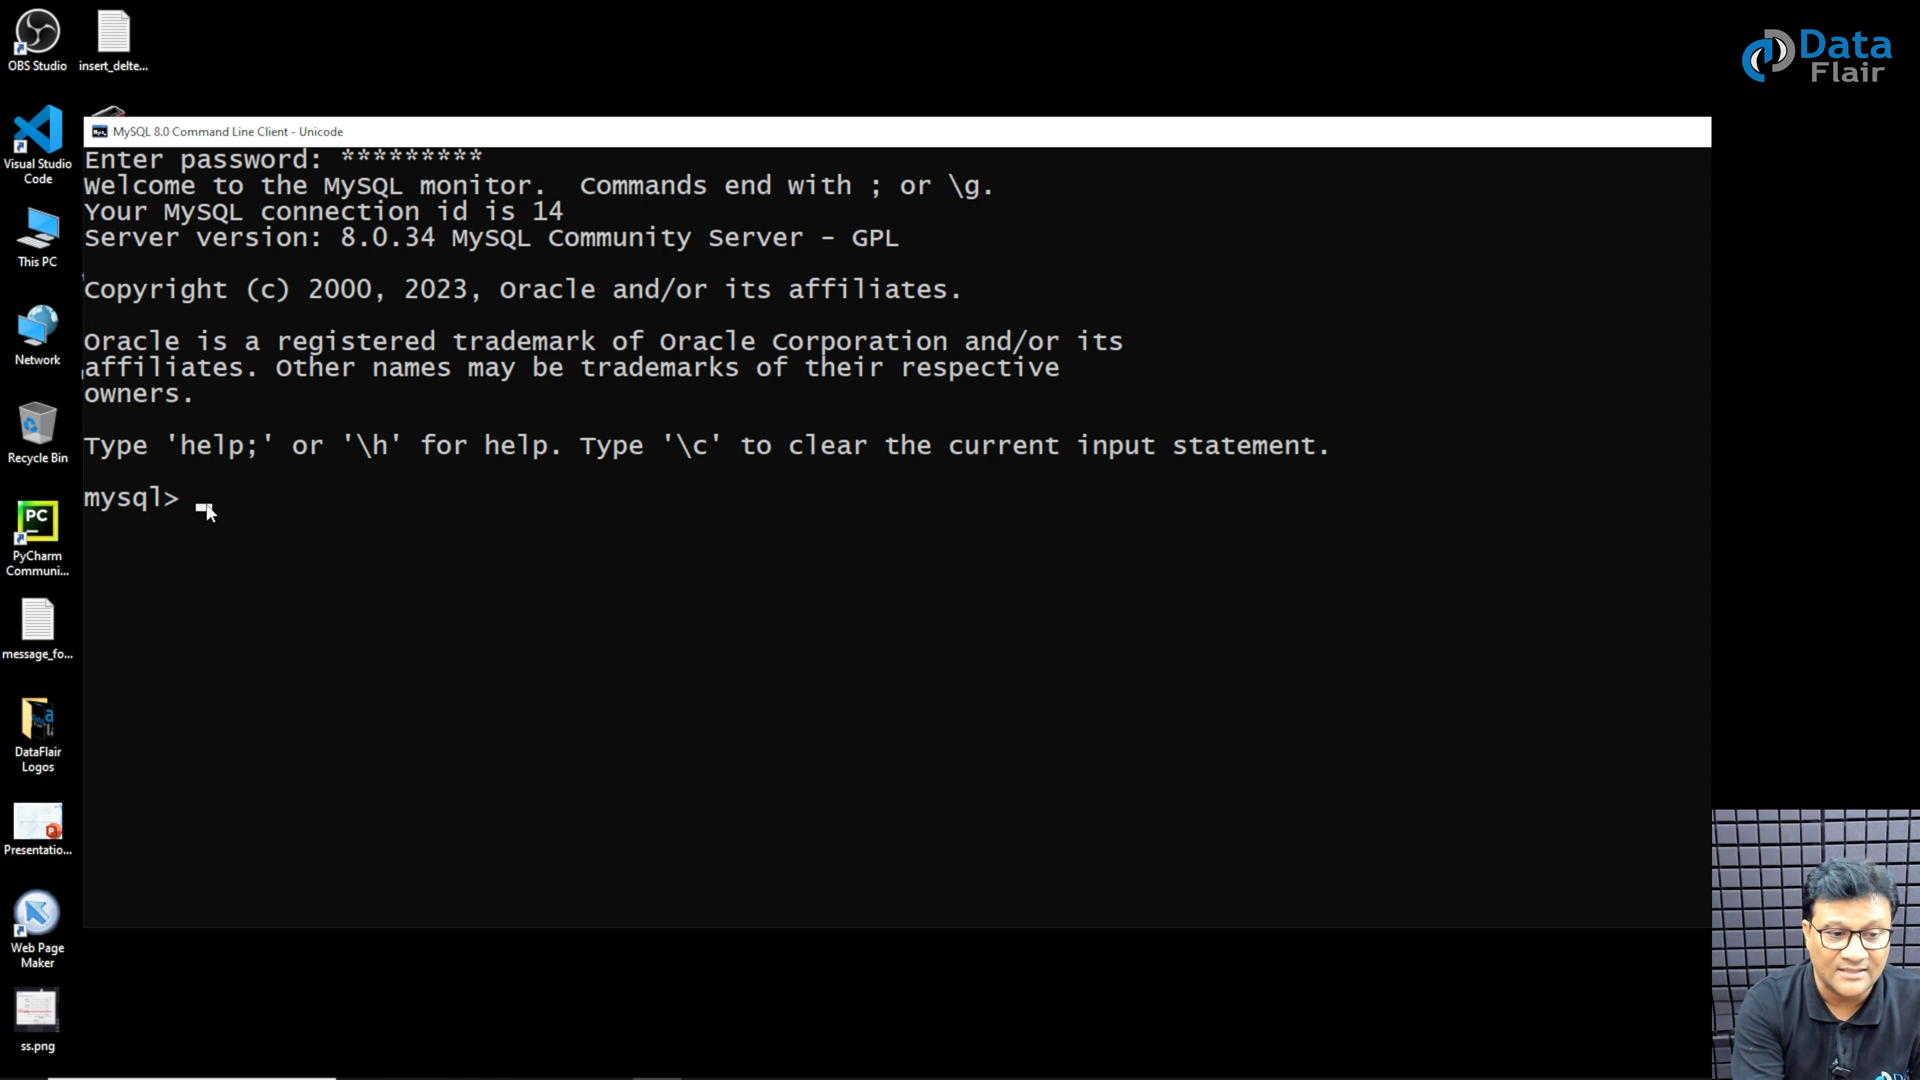 OBS Studio
insert_delte...
Data
Flair
MySQL 8.0 Command Line Client - Unicode
Enter password: *********
Welcome to the MySQL monitor.  Commands end with ; or \g.
Your MySQL connection id is 14
Server version: 8.0.34 MySQL Community Server - GPL
Copyright (c) 2000, 2023, Oracle and/or its affiliates.
Oracle is a registered trademark of Oracle Corporation and/or its
affiliates. Other names may be trademarks of their respective
owners.
Type 'help;' or '\h' for help. Type '\c' to clear the current input statement.
mysql>
Visual Studio
Code
This PC
Network
Recycle Bin
PC
PyCharm
Communi...
message_fo...
DataFlair
Logos
P
Presentatio...
Web Page
Maker
ss.png